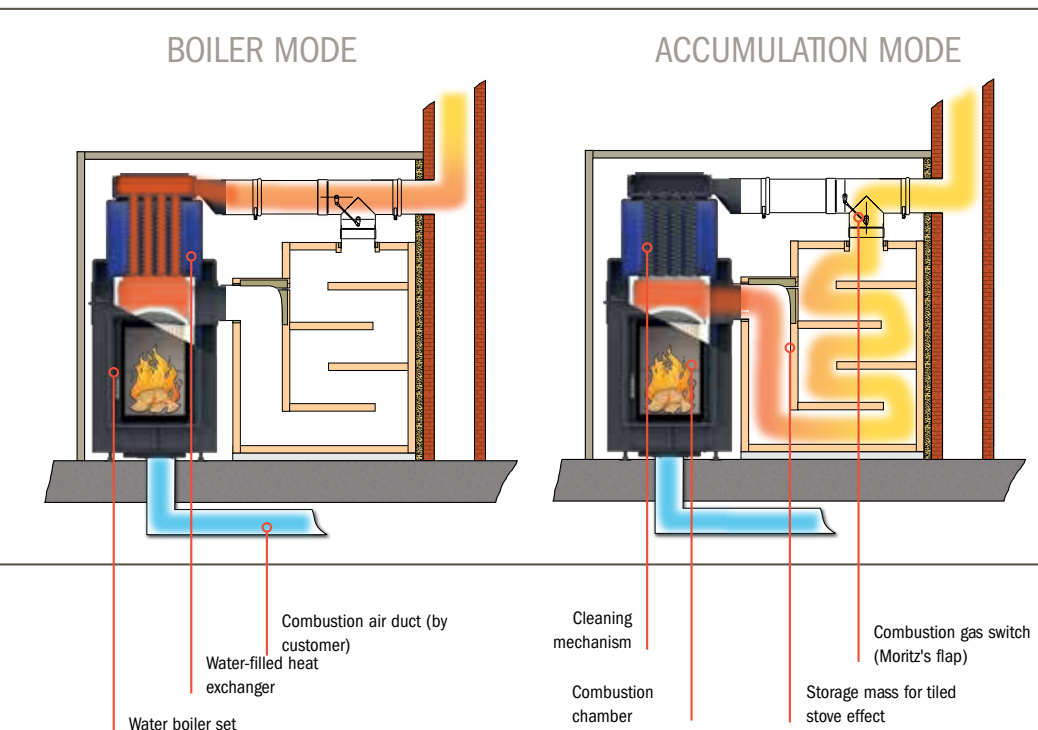 BOILER MODE
ACCUMULATION MODE
Combustion air duct (by
customer)
Water-filled heat
exchanger
Water boiler set
Cleaning
mechanism
Combustion
chamber
Combustion gas switch
(Moritz's flap)
Storage mass for tiled
stove effect